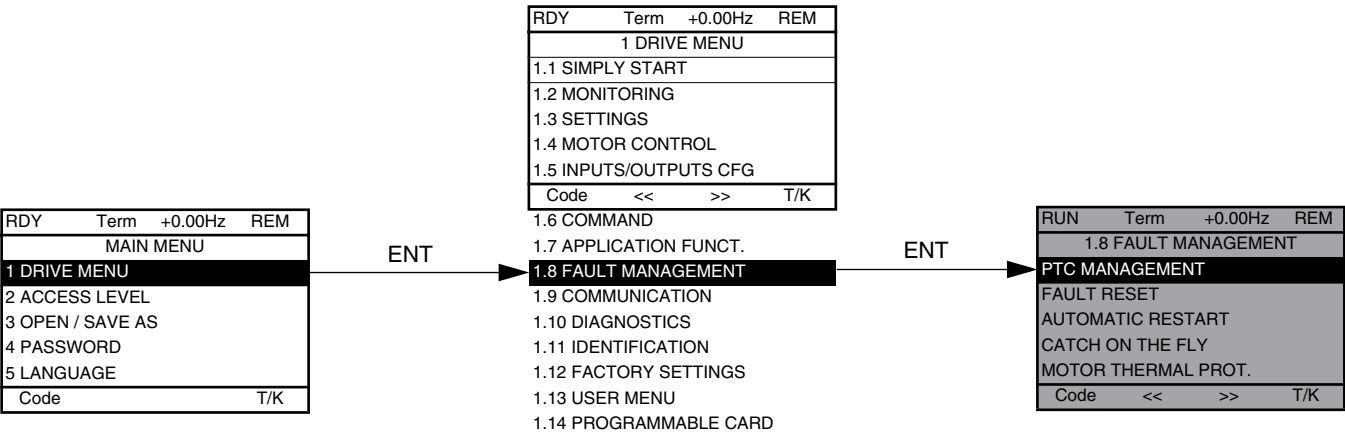 RDY Term +0.00Hz REM
1 DRIVE MENU
1.1 SIMPLY START
1.2 MONITORING
1.3 SETTINGS
1.4 MOTOR CONTROL
1.5 INPUTS/OUTPUTS CFG
Code << >> T/K
1.6 COMMAND
1.7 APPLICATION FUNCT.
1.8 FAULT MANAGEMENT
1.9 COMMUNICATION
1.10 DIAGNOSTICS
1.11 IDENTIFICATION
1.12 FACTORY SETTINGS
1.13 USER MENU
1.14 PROGRAMMABLE CARD
RDY Term +0.00Hz REM
MAIN MENU
1 DRIVE MENU
2 ACCESS LEVEL
3 OPEN / SAVE AS
4 PASSWORD
5 LANGUAGE
Code T/K
ENT
ENT
RUN Term +0.00Hz REM
1.8 FAULT MANAGEMENT
PTC MANAGEMENT
FAULT RESET
AUTOMATIC RESTART
CATCH ON THE FLY
MOTOR THERMAL PROT.
Code << >> T/K